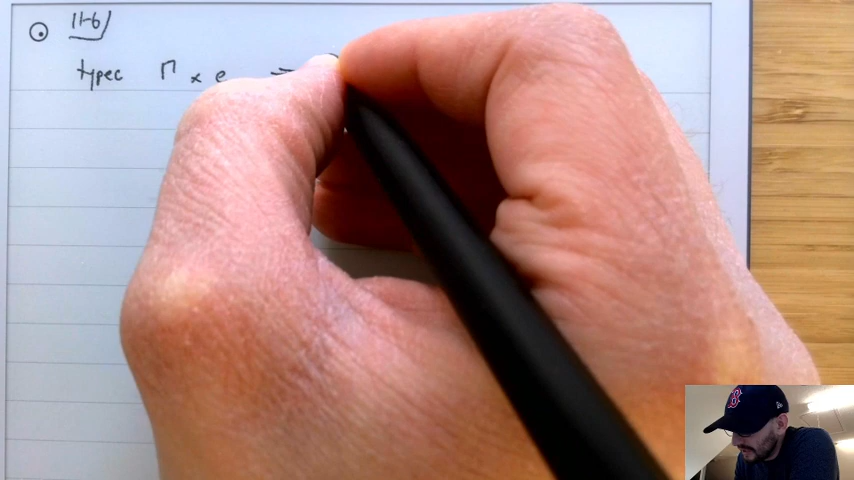 11-6
typec Γ x e =